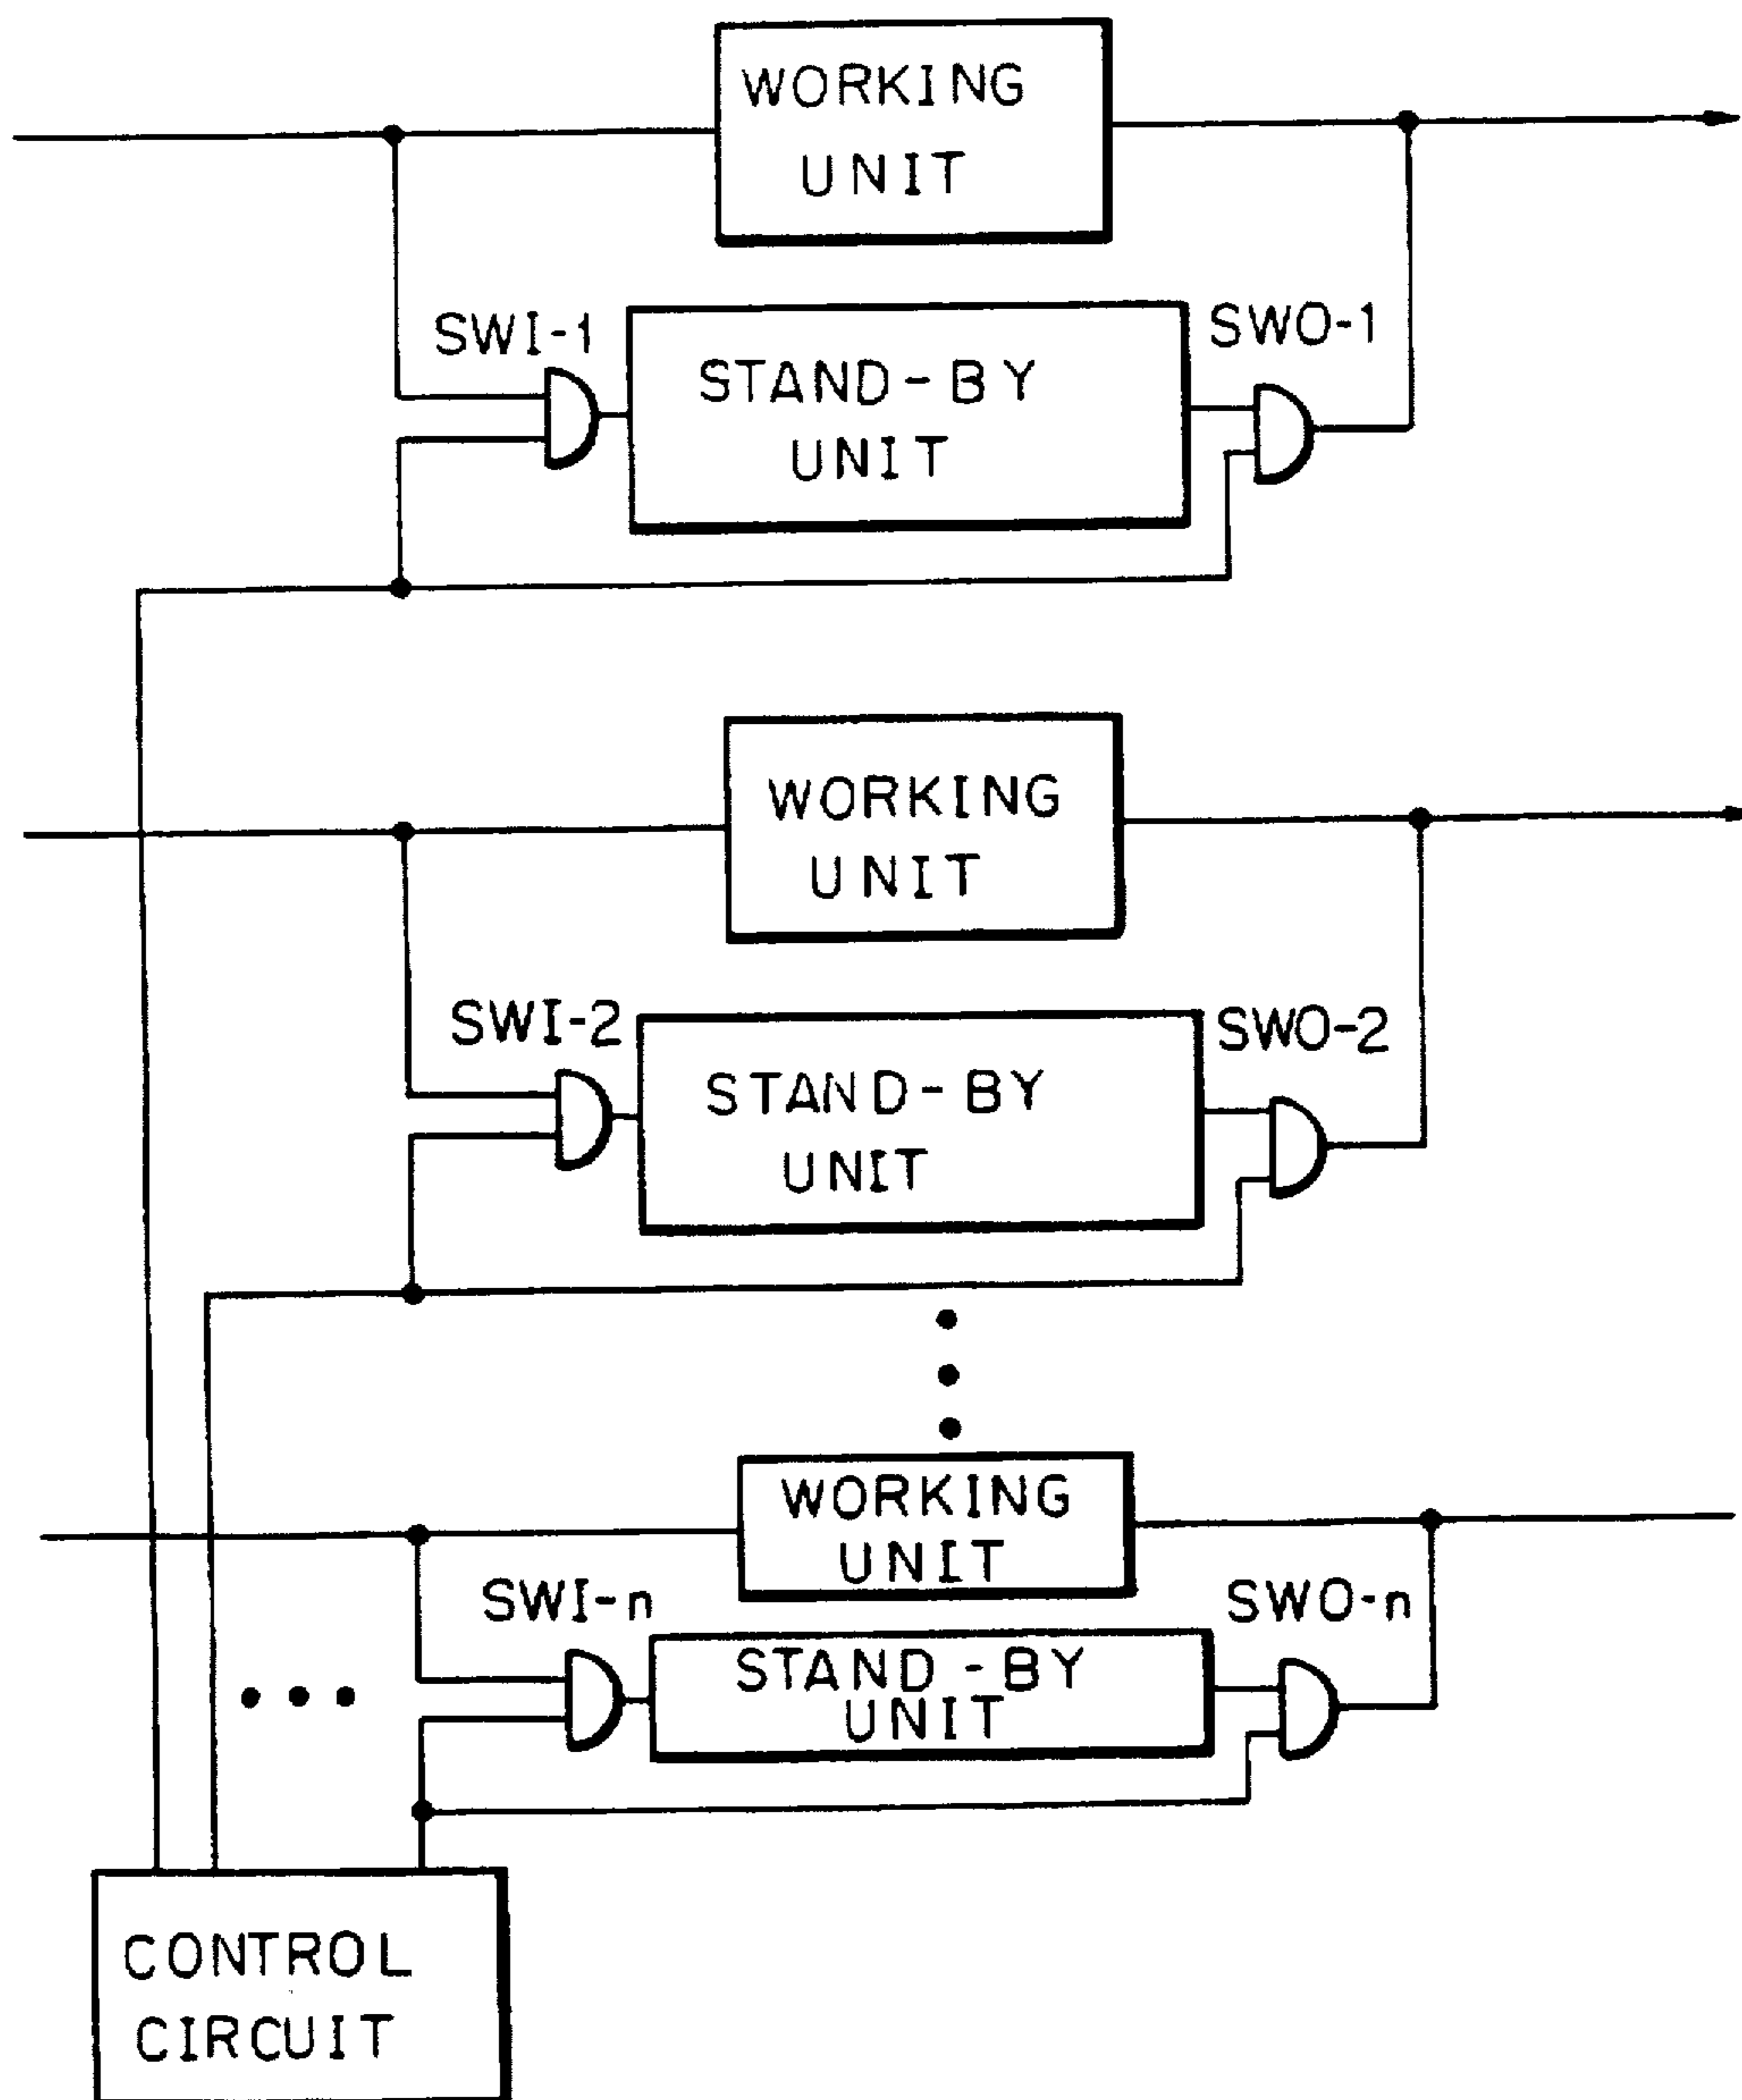 WORKING
UNIT
SWI-1
SWO-1
STAND-BY
UNIT
WORKING
UNIT
SWI-2
SWO-2
STAND-BY
UNIT
WORKING
UNIT
SWI-n
SWO-n
STAND-BY
UNIT
CONTROL
CIRCUIT